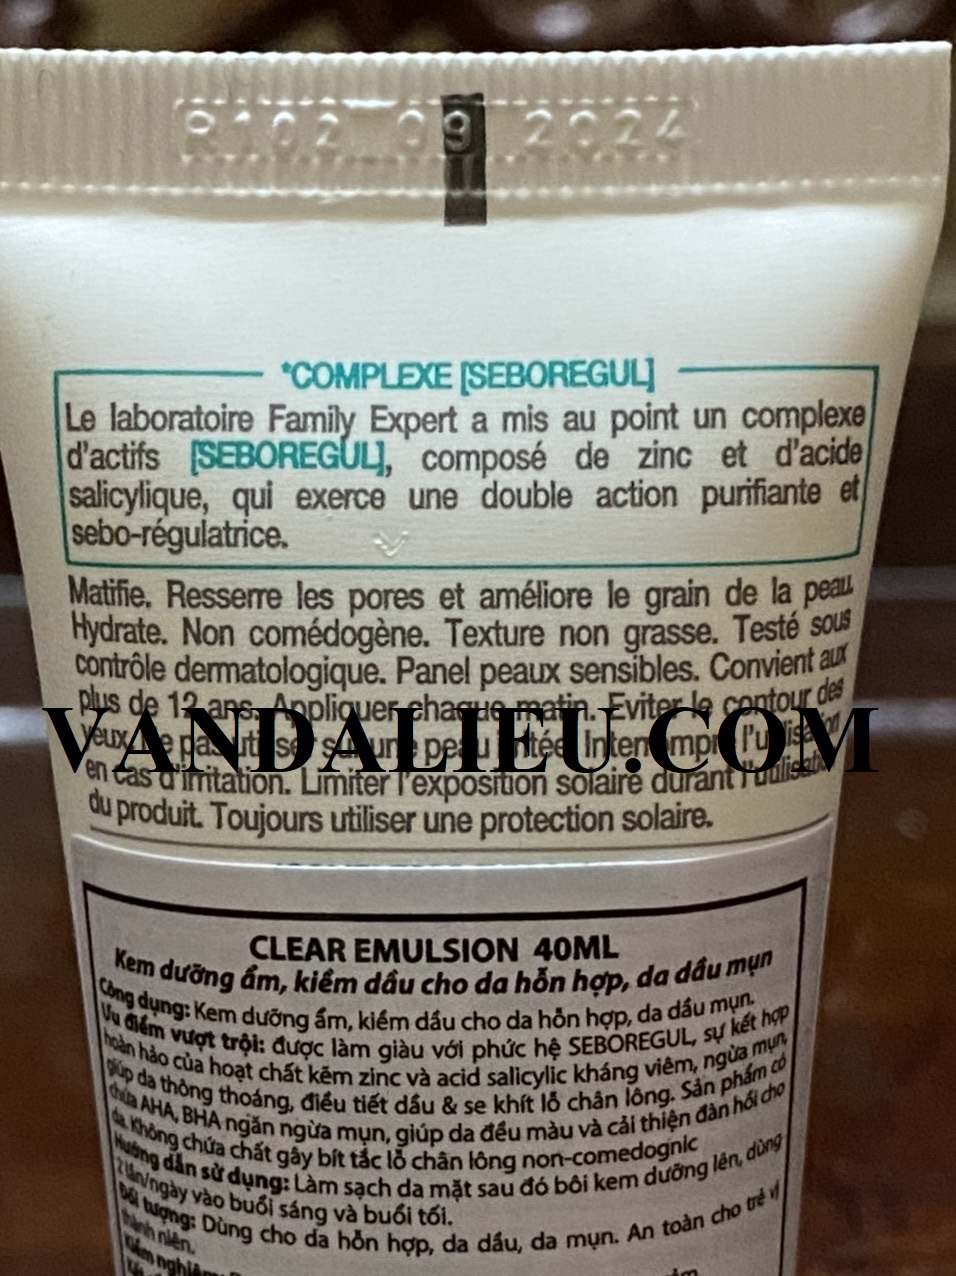 R102 09 2024
*COMPLEXE [SEBOREGUL]
Le laboratoire Family Expert a mis au point un complexe
d'actifs [SEBOREGUL], composé de zinc et d'acide
salicylique, qui exerce une double action purifiante et
sebo-régulatrice.
Matifie. Resserre les pores et améliore le grain de la peau.
Hydrate. Non comédogène. Texture non grasse. Testé sous
contrôle dermatologique. Panel peaux sensibles. Convient aux
plus de 12 ans. Appliquer chaque matin. Eviter le contour des
VANDALIEU.COM
en cas d'irritation. Limiter l'exposition solaire durant l'utilisation
du produit. Toujours utiliser une protection solaire.
CLEAR EMULSION 40ML
Kem dưỡng ẩm, kiềm dầu cho da hỗn hợp, da dầu mụn
Công dụng: Kem dưỡng ẩm, kiềm dầu cho da hỗn hợp, da dầu mụn.
Ưu điểm vượt trội: được làm giàu với phức hệ SEBOREGUL, sự kết hợp
hoàn hảo của hoạt chất kẽm zinc và acid salicylic kháng viêm, ngừa mụn,
giúp da thông thoáng, điều tiết dầu & se khít lỗ chân lông. Sản phẩm có
chứa AHA, BHA ngăn ngừa mụn, giúp da đều màu và cải thiện đàn hồi cho
da. Không chứa chất gây bít tắc lỗ chân lông non-comedognic
Hướng dẫn sử dụng: Làm sạch da mặt sau đó bôi kem dưỡng lên, dùng
2 lần/ngày vào buổi sáng và buổi tối.
Đối tượng: Dùng cho da hỗn hợp, da dầu, da mụn. An toàn cho trẻ vị
thành niên.